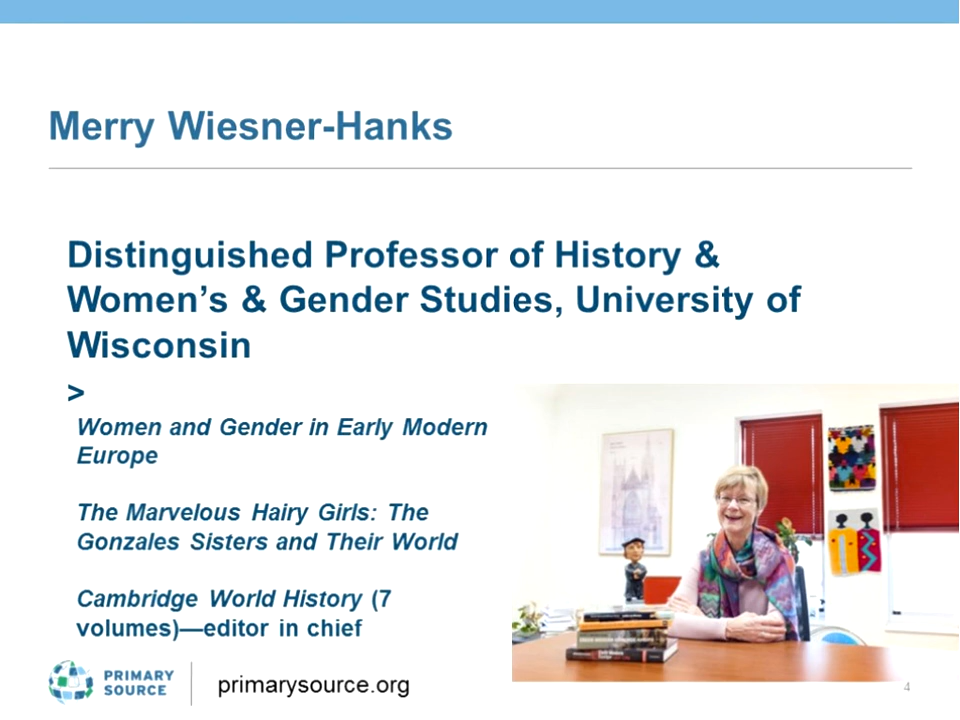 Merry Wiesner-Hanks
Distinguished Professor of History &
Women’s & Gender Studies, University of
Wisconsin
>
Women and Gender in Early Modern
Europe
The Marvelous Hairy Girls: The
Gonzales Sisters and Their World
Cambridge World History (7
volumes)—editor in chief
PRIMARY
SOURCE
primarysource.org
4